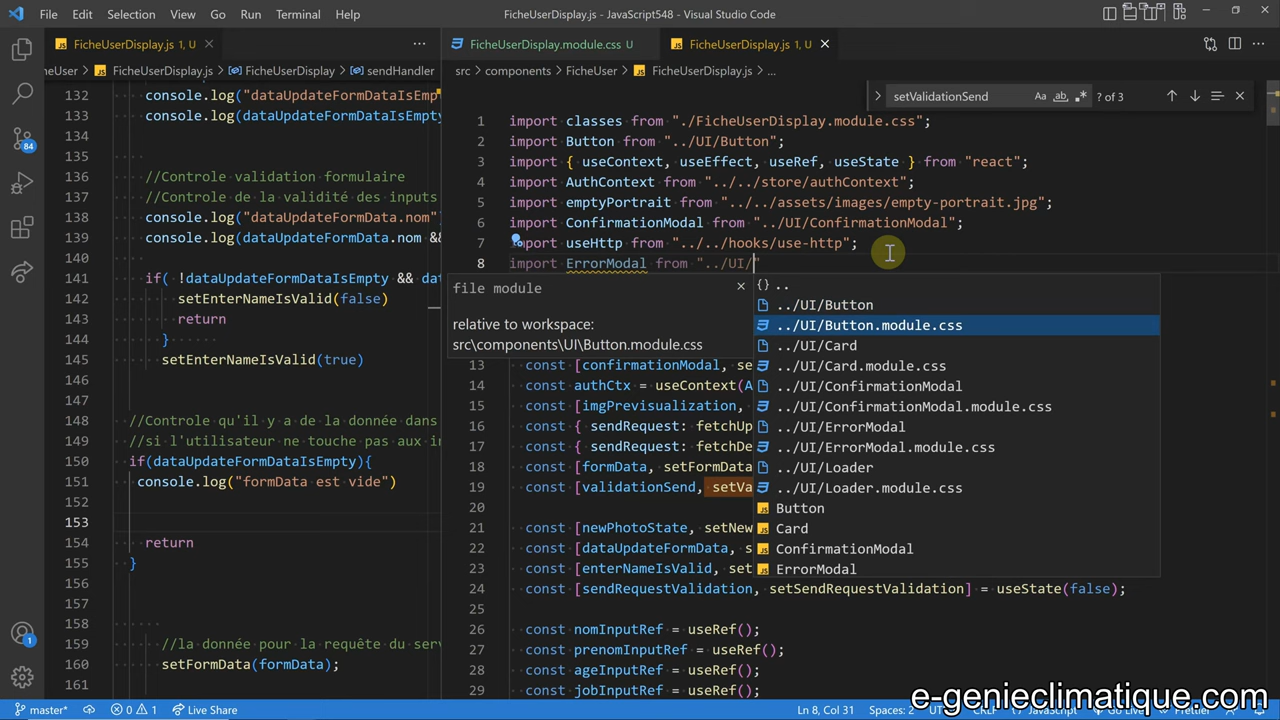 File Edit Selection View Go Run Terminal Help FicheUserDisplay.js - JavaScript548 - Visual Studio Code
FicheUserDisplay.js 1, U
FicheUserDisplay.module.css U FicheUserDisplay.js 1, U
heUser > FicheUserDisplay.js > FicheUserDisplay > sendHandler
src > components > FicheUser > FicheUserDisplay.js > ...
setValidationSend Aa ab .* ? of 3
132 console.log("dataUpdateFormDataIsEmp
133 console.log(dataUpdateFormDataIsEmpty
134
135
136 //Controle validation formulaire
137 //Controle de la validité des inputs
138 console.log("dataUpdateFormData.nom")
139 console.log(dataUpdateFormData.nom &&
140
141 if( !dataUpdateFormDataIsEmpty && dat
142 setEnterNameIsValid(false)
143 return
144 }
145 setEnterNameIsValid(true)
146
147
148 //Controle qu'il y a de la donnée dans
149 //si l'utilisateur ne touche pas aux in
150 if(dataUpdateFormDataIsEmpty){
151 console.log("formData est vide")
152
153
154 return
155 }
156
157
158
159 //la donnée pour la requête du serv
160 setFormData(formData);
161
1 import classes from "./FicheUserDisplay.module.css";
2 import Button from "../UI/Button";
3 import { useContext, useEffect, useRef, useState } from "react";
4 import AuthContext from "../../store/authContext";
5 import emptyPortrait from "../../assets/images/empty-portrait.jpg";
6 import ConfirmationModal from "../UI/ConfirmationModal";
7 import useHttp from "../../hooks/use-http";
8 import ErrorModal from "../UI/"
file module
relative to workspace:
src\components\UI\Button.module.css
{} ..
../UI/Button
../UI/Button.module.css
../UI/Card
../UI/Card.module.css
../UI/ConfirmationModal
../UI/ConfirmationModal.module.css
../UI/ErrorModal
../UI/ErrorModal.module.css
../UI/Loader
../UI/Loader.module.css
Button
Card
ConfirmationModal
ErrorModal
13 const [confirmationModal, se
14 const authCtx = useContext(A
15 const [imgPrevisualization,
16 const { sendRequest: fetchUp
17 const { sendRequest: fetchDe
18 const [formData, setFormData
19 const [validationSend, setVa
20
21 const [newPhotoState, setNew
22 const [dataUpdateFormData, s
23 const [enterNameIsValid, set
24 const [sendRequestValidation, setSendRequestValidation] = useState(false);
25
26 const nomInputRef = useRef();
27 const prenomInputRef = useRef();
28 const ageInputRef = useRef();
29 const jobInputRef = useRef();
84
1
master* 0 1 Live Share Ln 8, Col 31 Spaces: 2
e-genieclimatique.com